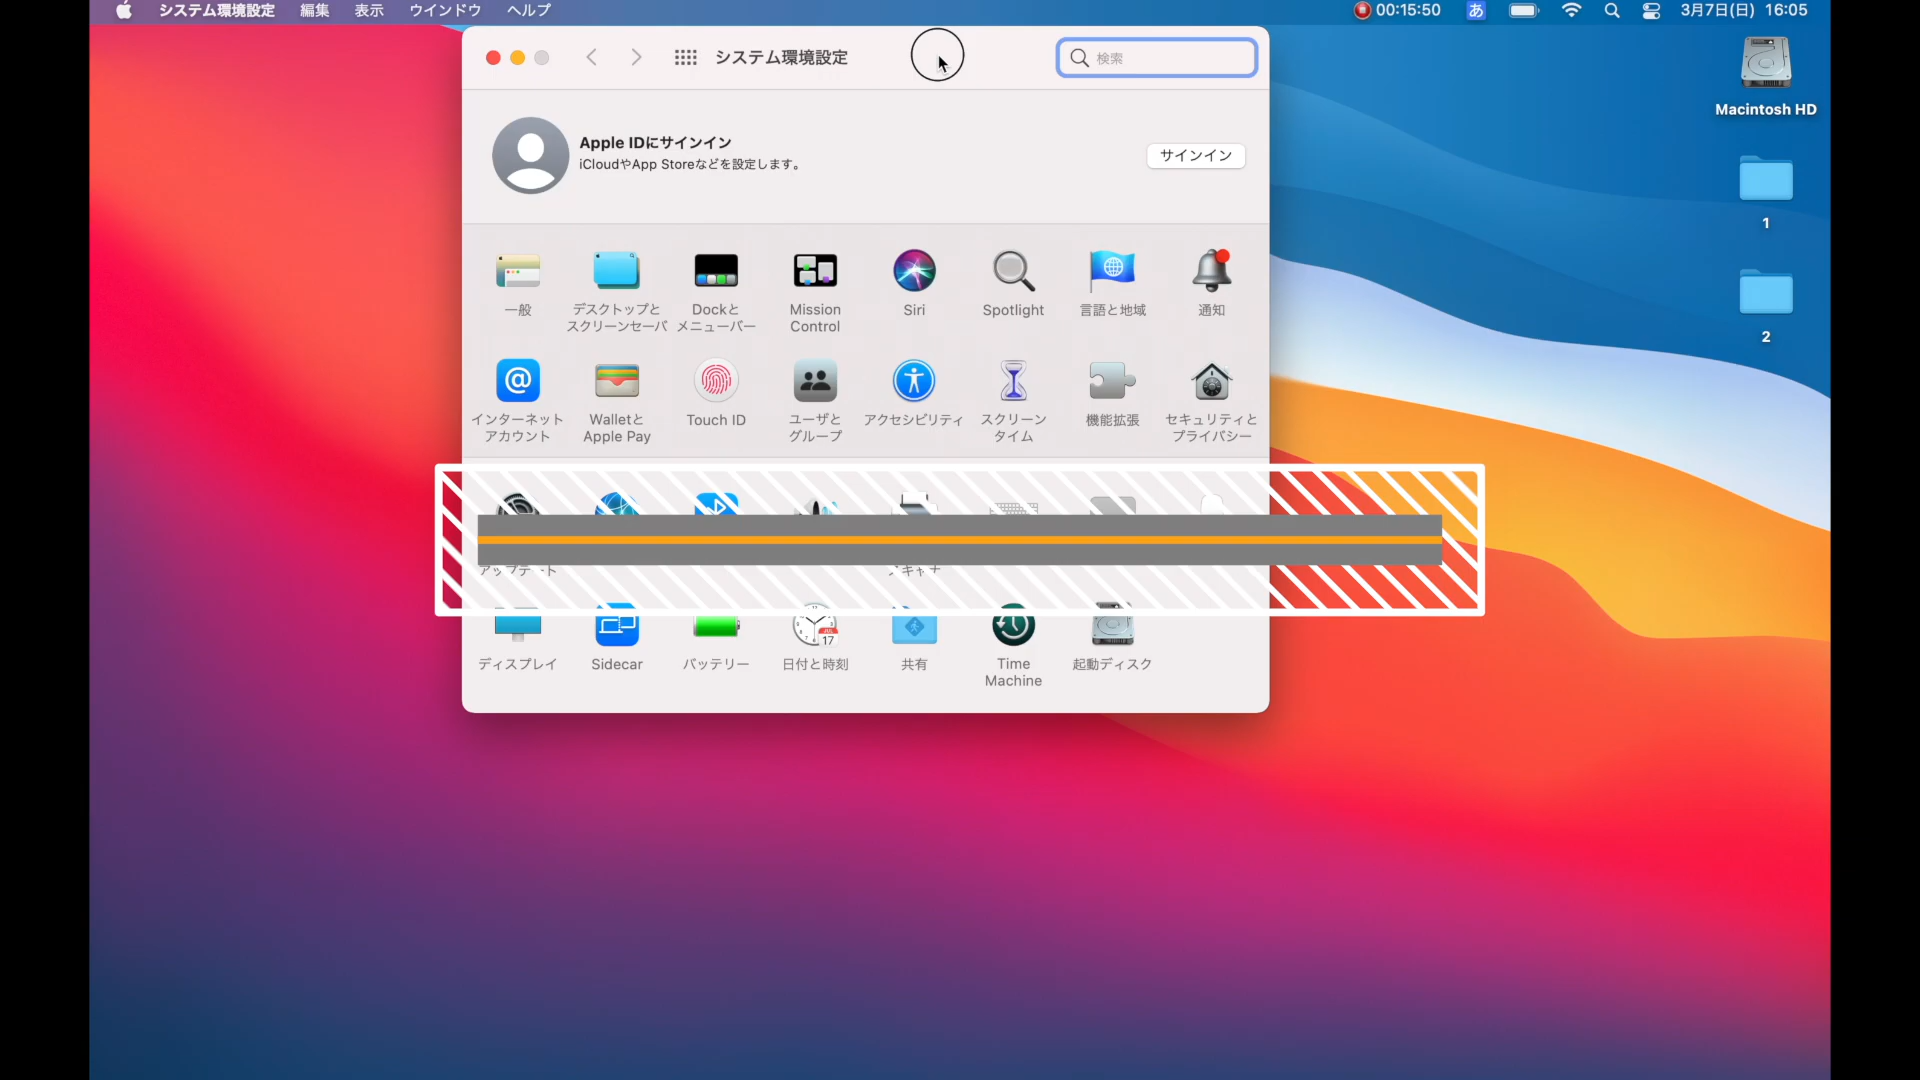 システム環境設定 編集 表示 ウインドウ ヘルプ 00:15:50 あ 3月7日(日) 16:05
システム環境設定 検索
Macintosh HD
Apple IDにサインイン
iCloudやApp Storeなどを設定します。
サインイン
1
一般 デスクトップと Dockと Mission Siri Spotlight 言語と地域 通知
スクリーンセーバ メニューバー Control
2
インターネット Walletと Touch ID ユーザと アクセシビリティ スクリーン 機能拡張 セキュリティと
アカウント Apple Pay グループ タイム プライバシー
17
ディスプレイ Sidecar バッテリー 日付と時刻 共有 Time 起動ディスク
Machine